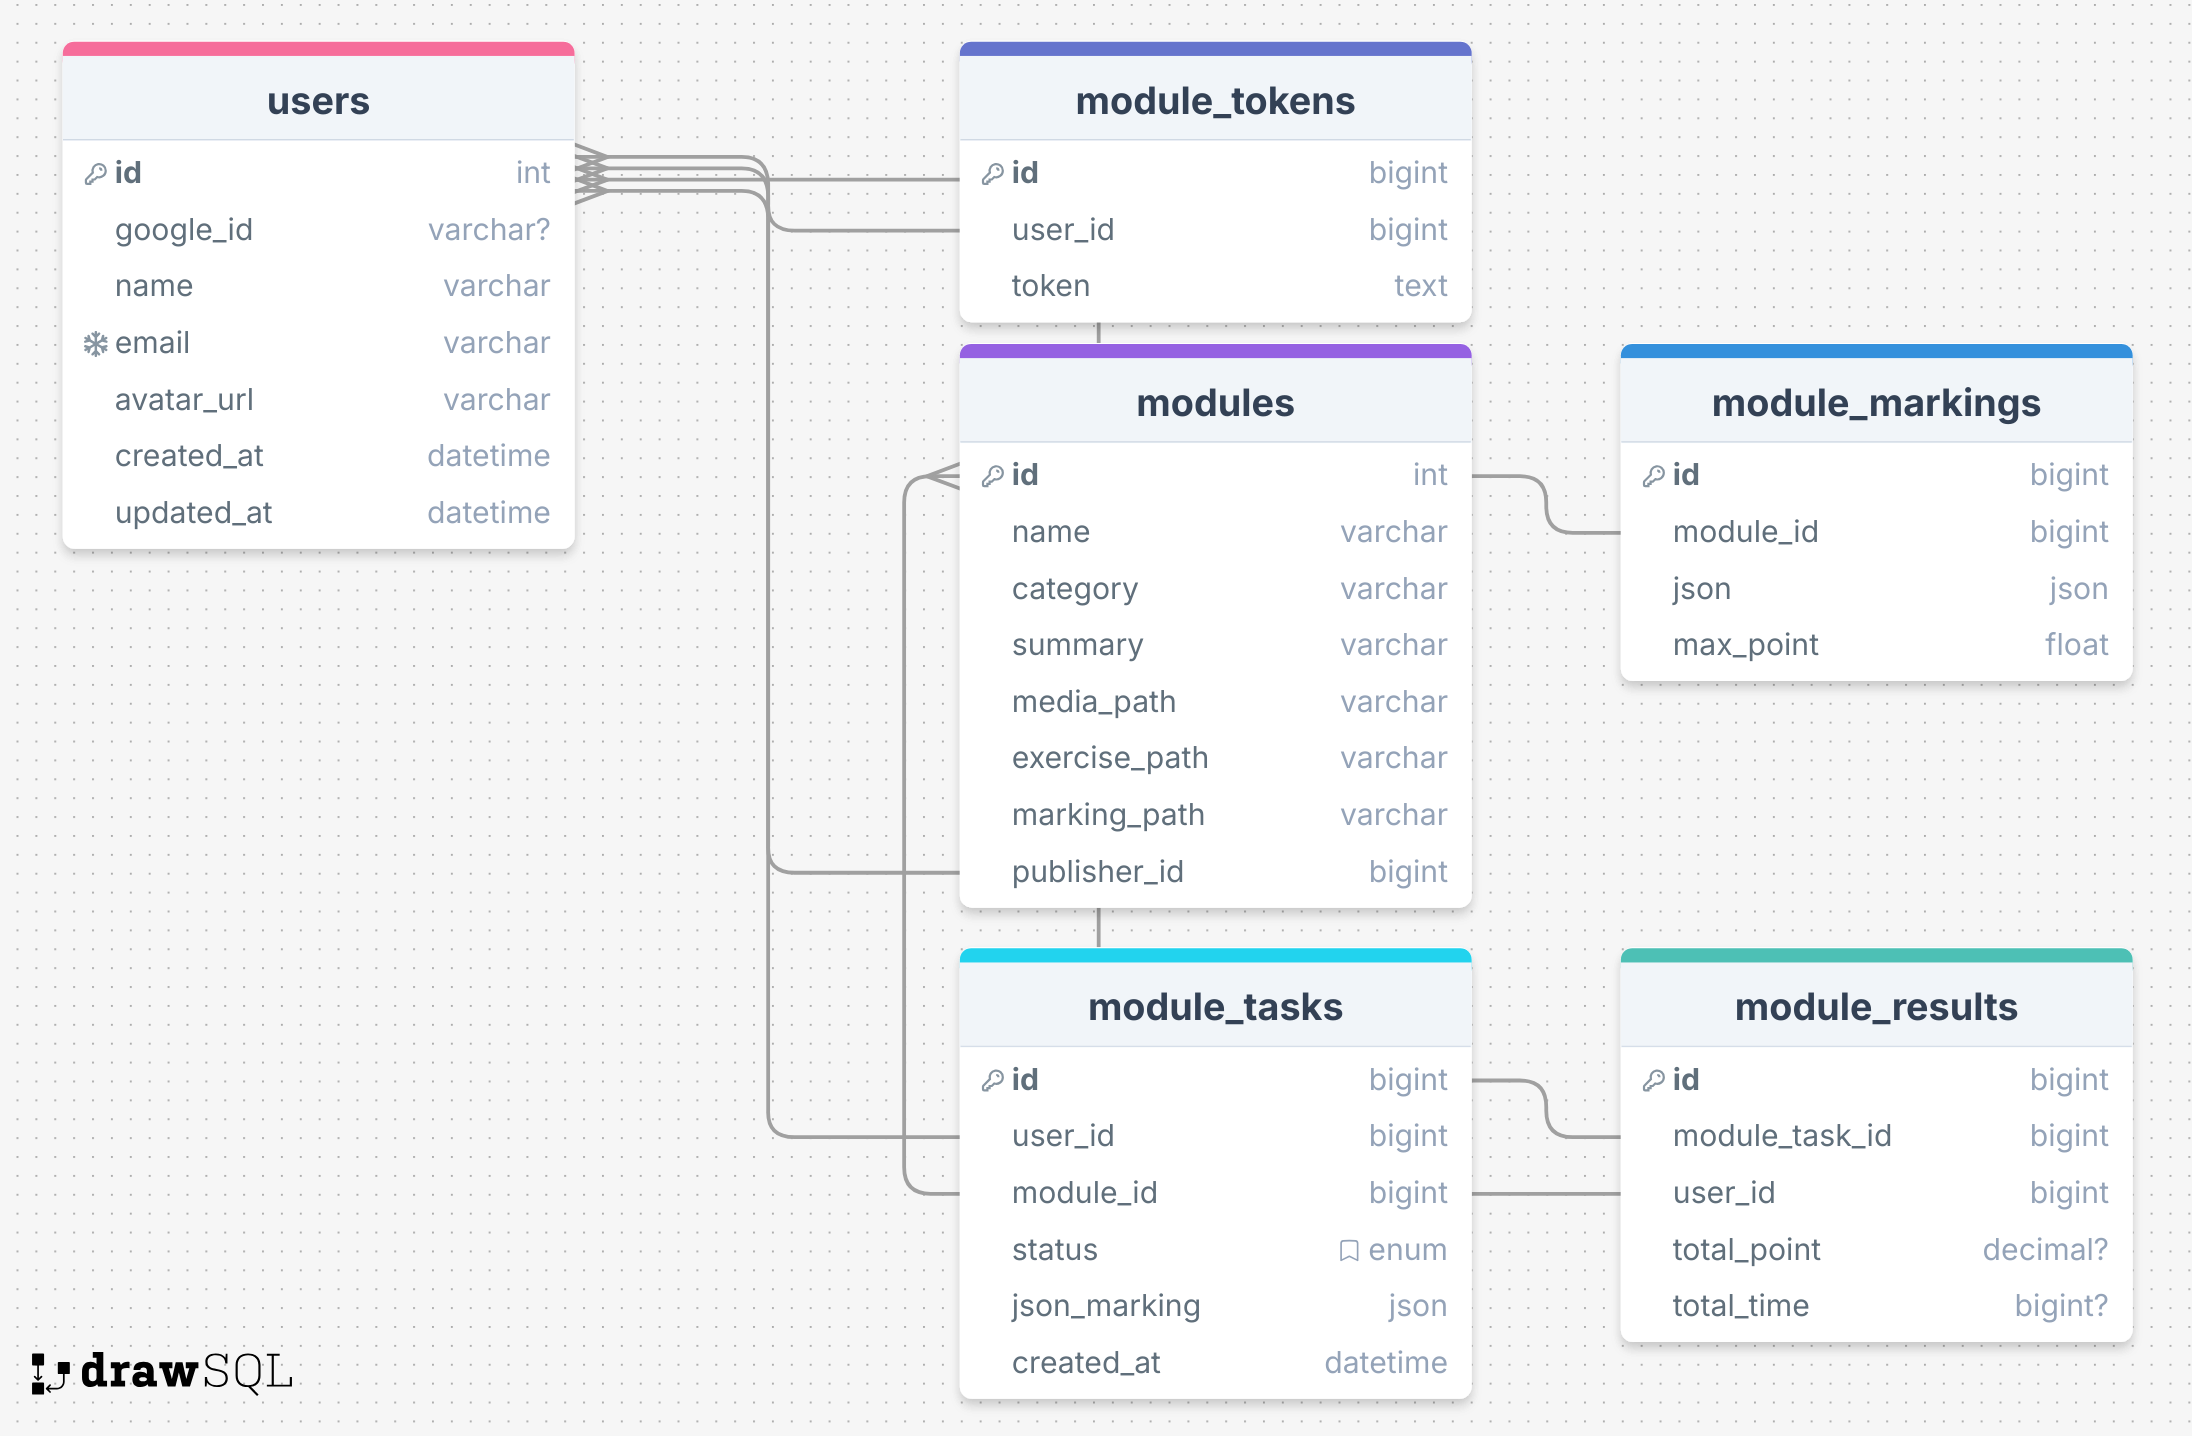 users
id int
google_id varchar?
name varchar
email varchar
avatar_url varchar
created_at datetime
updated_at datetime
module_tokens
id bigint
user_id bigint
token text
modules
id int
name varchar
category varchar
summary varchar
media_path varchar
exercise_path varchar
marking_path varchar
publisher_id bigint
module_markings
id bigint
module_id bigint
json json
max_point float
module_tasks
id bigint
user_id bigint
module_id bigint
status enum
json_marking json
created_at datetime
module_results
id bigint
module_task_id bigint
user_id bigint
total_point decimal?
total_time bigint?
drawSQL